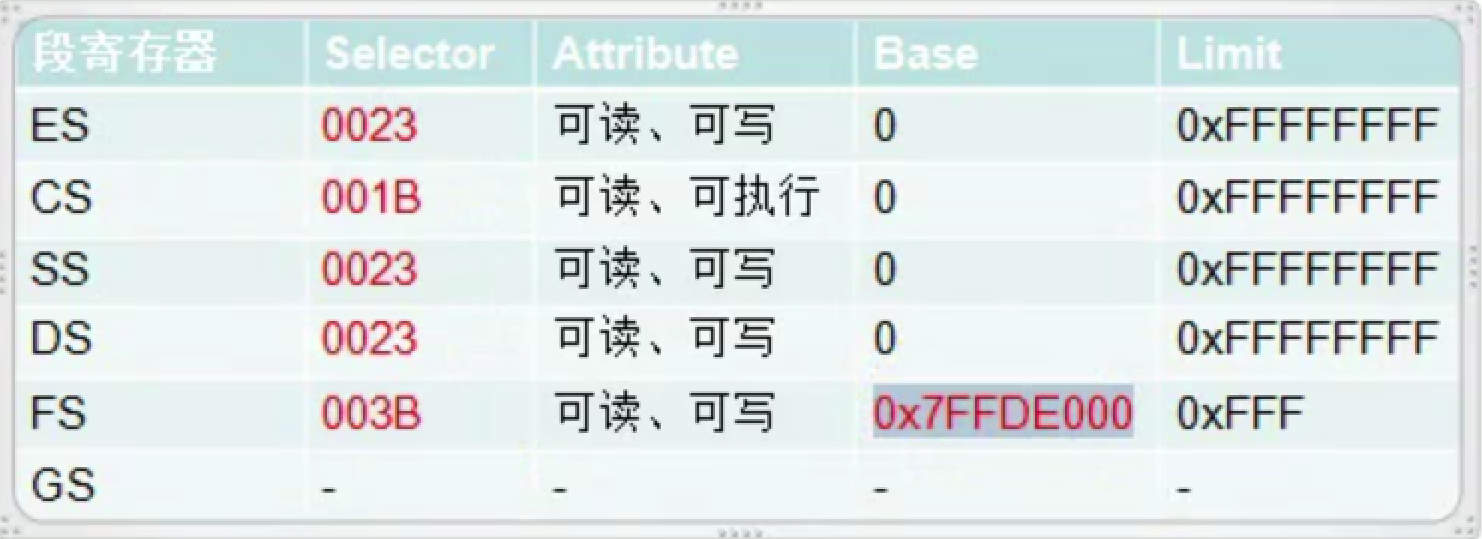 段寄存器 Selector Attribute Base Limit
ES 0023 可读、可写 0 0xFFFFFFFF
CS 001B 可读、可执行 0 0xFFFFFFFF
SS 0023 可读、可写 0 0xFFFFFFFF
DS 0023 可读、可写 0 0xFFFFFFFF
FS 003B 可读、可写 0x7FFDE000 0xFFF
GS - - - -